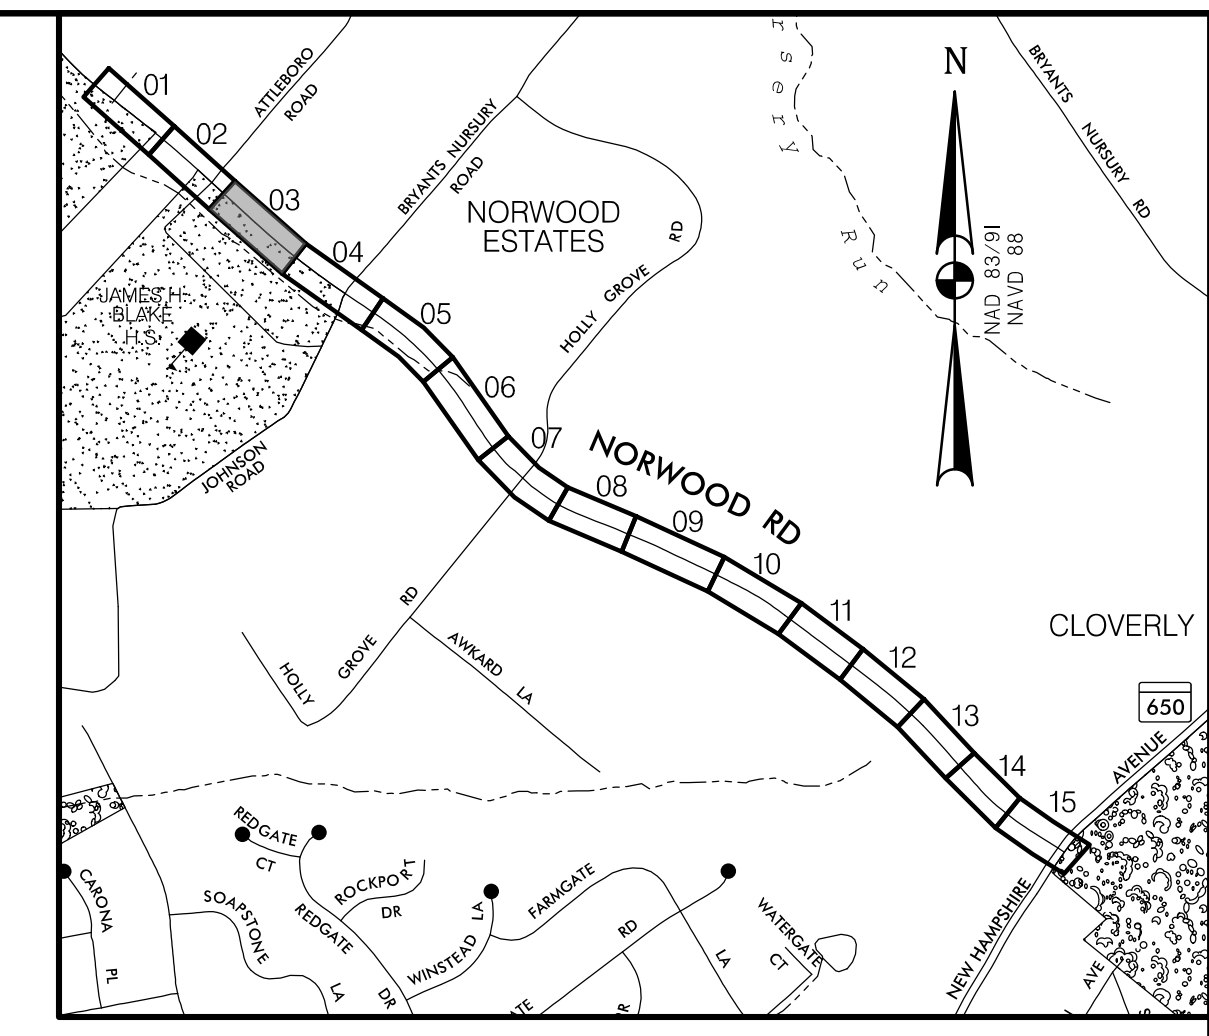 01
02
03
04
05
06
07
08
09
10
11
12
13
14
15
ATTLEBORO
ROAD
BRYANTS NURSURY
ROAD
NORWOOD
ESTATES
HOLLY GROVE RD
rsery
Run
N
NAD 83/91
NAVD 88
BRYANTS NURSURY RD
JAMES H.
BLAKE
H.S.
JOHNSON
ROAD
NORWOOD RD
CLOVERLY
650
HOLLY GROVE RD
AWKARD LA
NEW HAMPSHIRE AVENUE
REDGATE
CT
ROCKPORT
DR
SOAPSTONE LA
REDGATE DR
WINSTEAD LA
FARMGATE LA
RD
WATERGATE
CT
CARONA PL
AVE